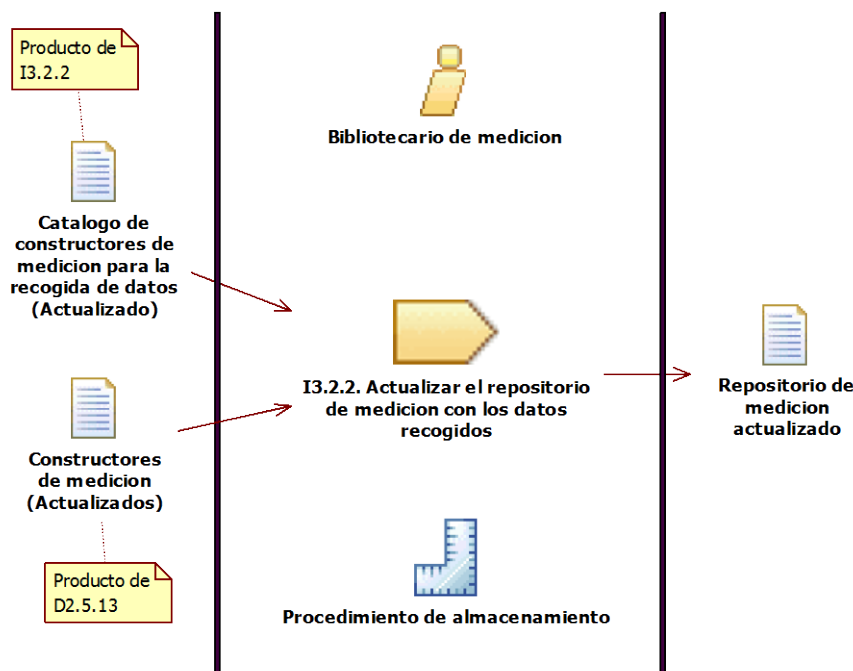 Producto de
I3.2.2
Catalogo de
constructores de
medicion para la
recogida de datos
(Actualizado)
Constructores
de medicion
(Actualizados)
Producto de
D2.5.13
Bibliotecario de medicion
I3.2.2. Actualizar el repositorio
de medicion con los datos
recogidos
Procedimiento de almacenamiento
Repositorio de
medicion
actualizado